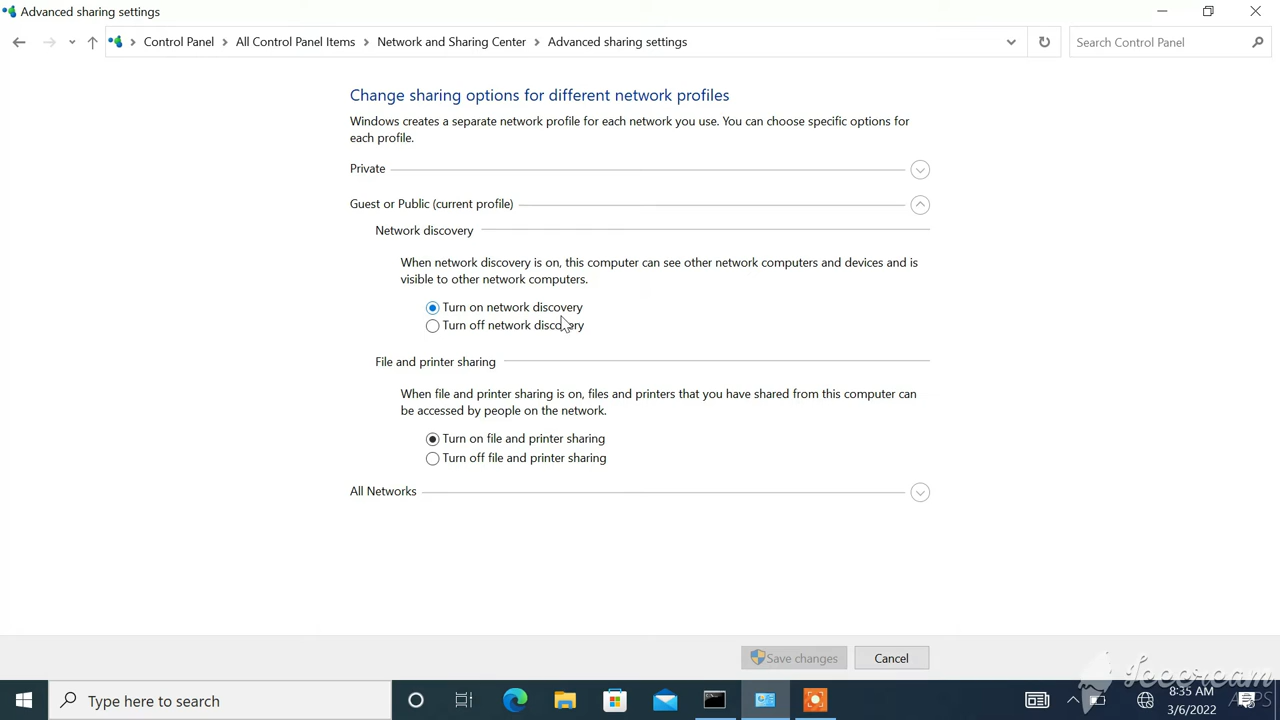 Advanced sharing settings
Control Panel
All Control Panel Items
Network and Sharing Center
Advanced sharing settings
Search Control Panel
Change sharing options for different network profiles
Windows creates a separate network profile for each network you use. You can choose specific options for
each profile.
Private
Guest or Public (current profile)
Network discovery
When network discovery is on, this computer can see other network computers and devices and is
visible to other network computers.
Turn on network discovery
Turn off network discovery
File and printer sharing
When file and printer sharing is on, files and printers that you have shared from this computer can
be accessed by people on the network.
Turn on file and printer sharing
Turn off file and printer sharing
All Networks
Save changes
Cancel
Icecream
APPS
Type here to search
8:35 AM
3/6/2022